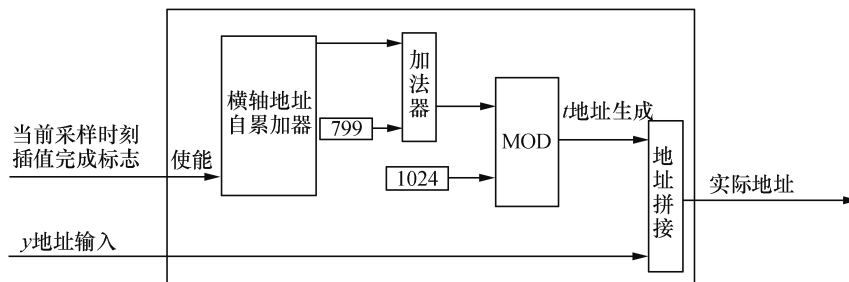 当前采样时刻
插值完成标志
使能
横轴地址
自累加器
799
加法器
1024
MOD
t地址生成
地址拼接
实际地址
y地址输入